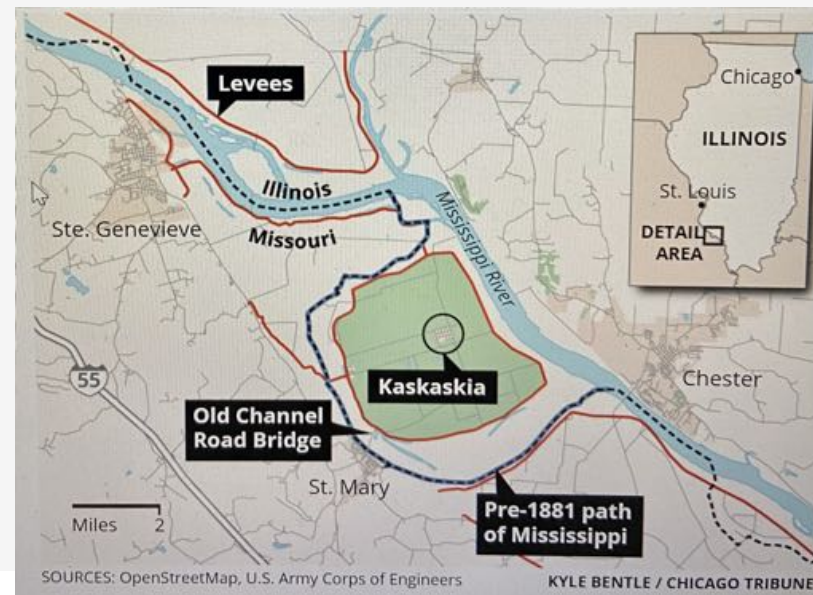 Levees
Chicago
ILLINOIS
St. Louis
DETAIL
AREA
Illinois
Missouri
Ste. Genevieve
Mississippi River
55
Kaskaskia
Chester
Old Channel
Road Bridge
St. Mary
Pre-1881 path
of Mississippi
Miles 2
SOURCES: OpenStreetMap, U.S. Army Corps of Engineers
KYLE BENTLE / CHICAGO TRIBUNE